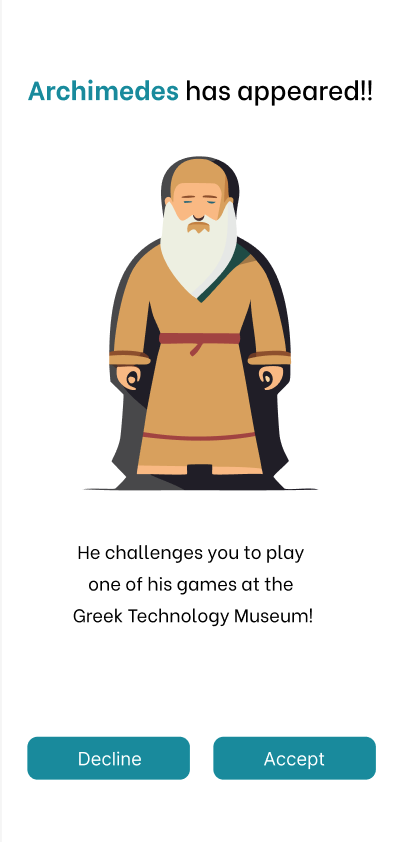 Archimedes has appeared!!
He challenges you to play
one of his games at the
Greek Technology Museum!
Decline
Accept